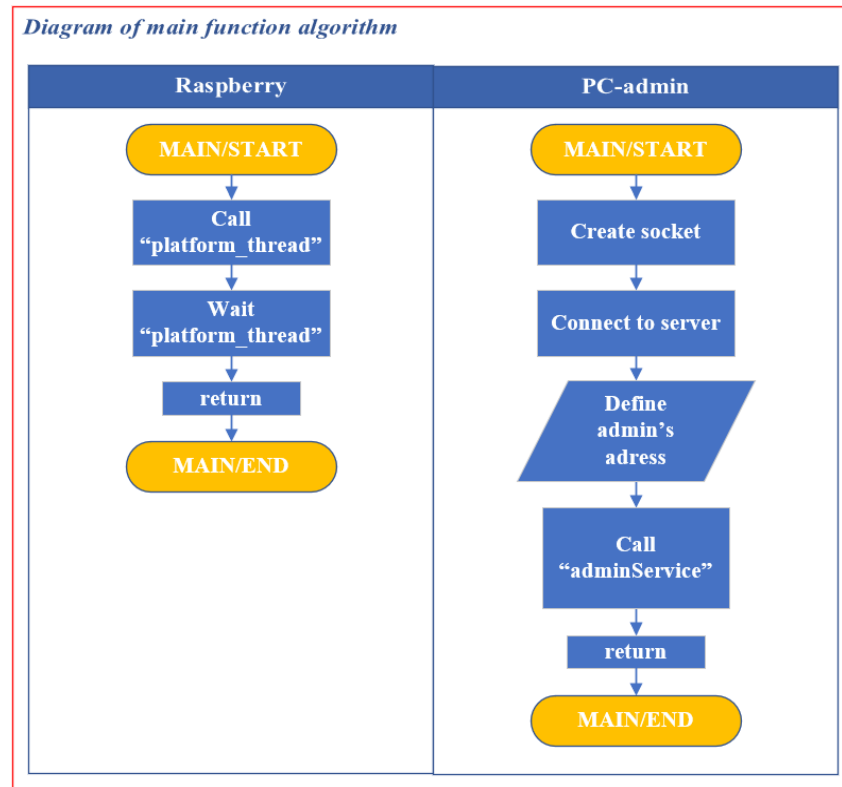 Diagram of main function algorithm
Raspberry
MAIN/START
Call
“platform_thread”
Wait
“platform_thread”
return
MAIN/END
PC-admin
MAIN/START
Create socket
Connect to server
Define
admin’s
adress
Call
“adminService”
return
MAIN/END